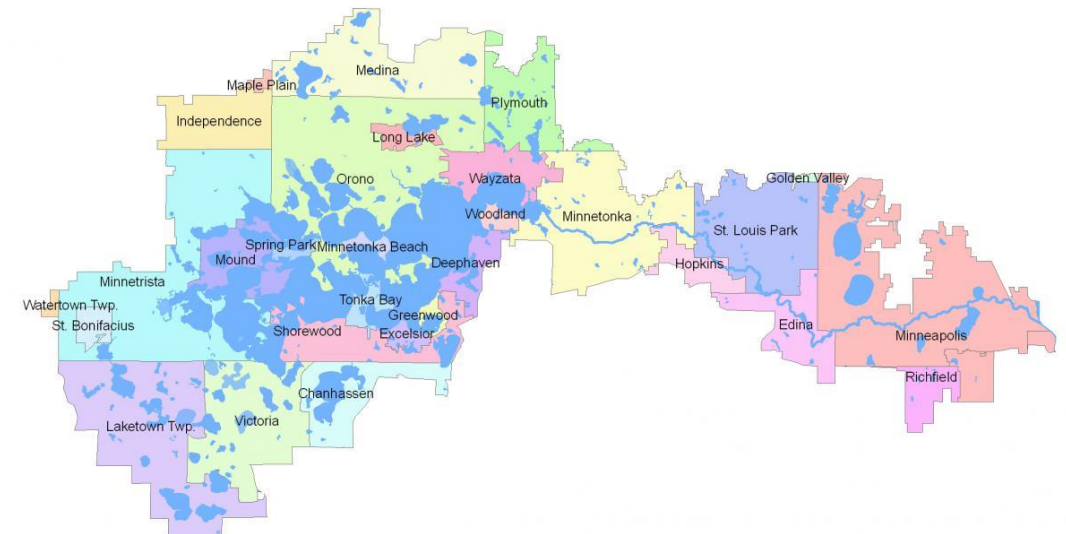 Medina
Maple Plain
Plymouth
Independence
Long Lake
Orono
Wayzata
Golden Valley
Woodland
Minnetonka
St. Louis Park
Spring Park
Minnetonka Beach
Mound
Deephaven
Hopkins
Minnetrista
Watertown Twp.
Tonka Bay
St. Bonifacius
Greenwood
Edina
Shorewood
Excelsior
Minneapolis
Richfield
Chanhassen
Laketown Twp.
Victoria